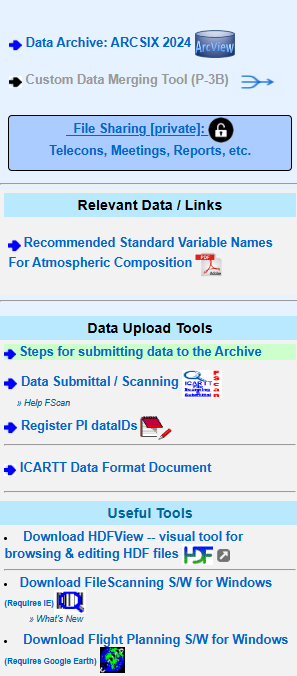 Data Archive: ARCSIX 2024 ArcView
Custom Data Merging Tool (P-3B)
File Sharing [private]:
Telecons, Meetings, Reports, etc.
Relevant Data / Links
Recommended Standard Variable Names
For Atmospheric Composition PDF Adobe
Data Upload Tools
Steps for submitting data to the Archive
Data Submittal / Scanning ICARTT File Scanning Submittal Scan
» Help FScan
Register PI dataIDs
ICARTT Data Format Document
Useful Tools
Download HDFView -- visual tool for
browsing & editing HDF files HDF
Download FileScanning S/W for Windows
(Requires IE)
» What's New
Download Flight Planning S/W for Windows
(Requires Google Earth)